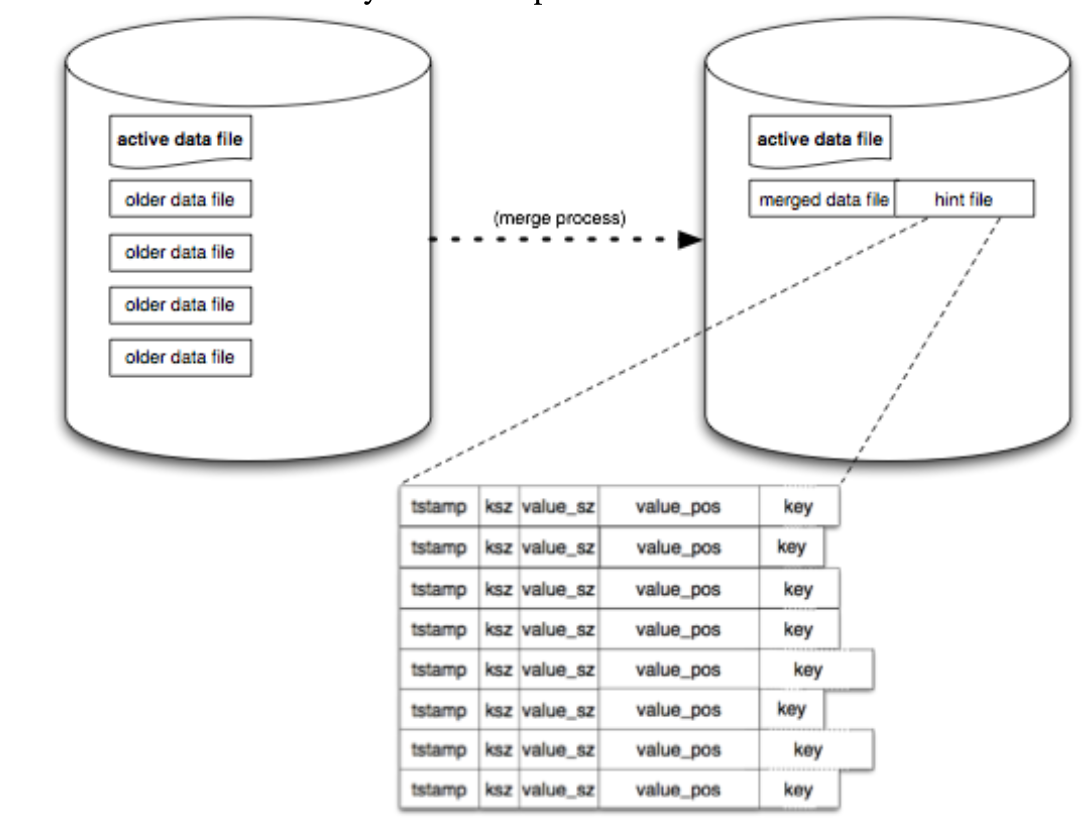 active data file
older data file
older data file
older data file
older data file
(merge process)
active data file
merged data file hint file
tstamp ksz value_sz value_pos key
tstamp ksz value_sz value_pos key
tstamp ksz value_sz value_pos key
tstamp ksz value_sz value_pos key
tstamp ksz value_sz value_pos key
tstamp ksz value_sz value_pos key
tstamp ksz value_sz value_pos key
tstamp ksz value_sz value_pos key